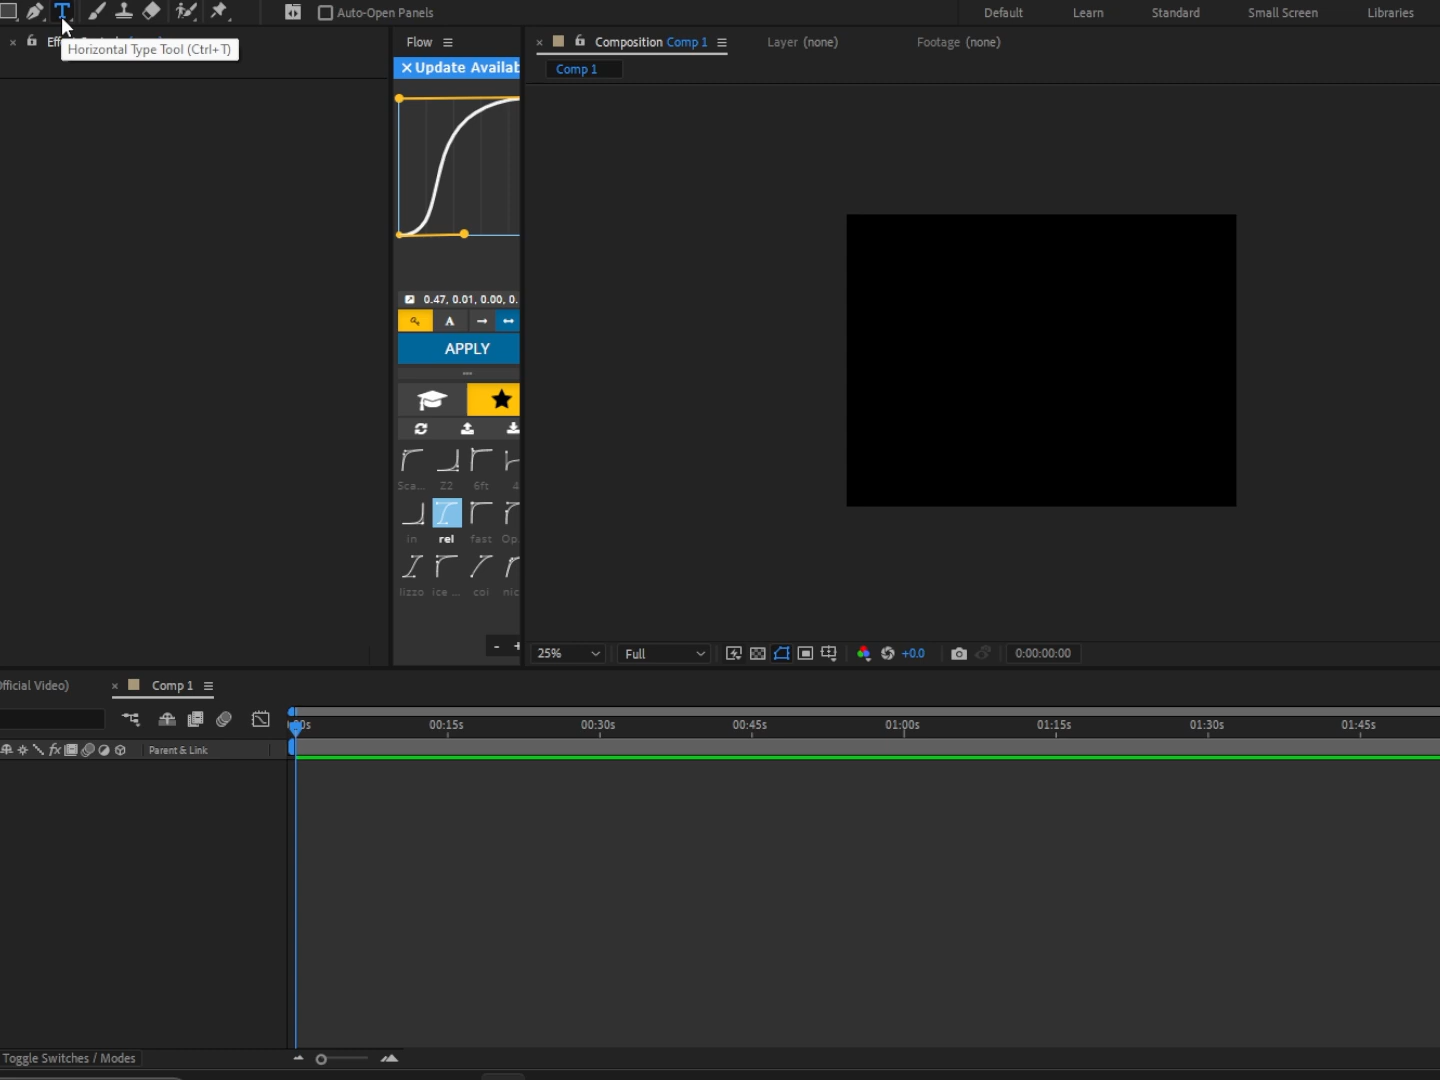 T
Auto-Open Panels
Default
Learn
Standard
Small Screen
Libraries
Horizontal Type Tool (Ctrl+T)
Flow
Composition Comp 1
Layer (none)
Footage (none)
Update Availab
Comp 1
0.47, 0.01, 0.00, 0.
A
APPLY
Sca...
Z2
6ft
4
in
rel
fast
Op.
lizzo
ice ...
coi
nic
- +
25%
Full
+0.0
0:00:00:00
fficial Video)
Comp 1
00s
00:15s
00:30s
00:45s
01:00s
01:15s
01:30s
01:45s
fx
Parent & Link
Toggle Switches / Modes